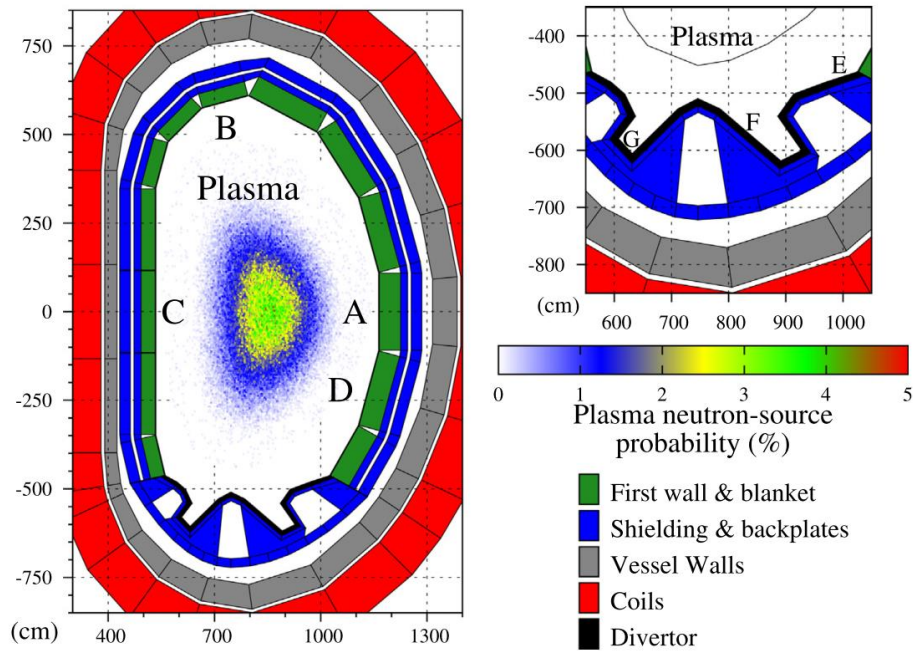 750
500
250
0
-250
-500
-750
(cm)
400
700
1000
1300
B
Plasma
C
A
D
-400
-500
-600
-700
-800
(cm)
600
700
800
900
1000
Plasma
E
F
G
0
1
2
3
4
5
Plasma neutron-source
probability (%)
First wall & blanket
Shielding & backplates
Vessel Walls
Coils
Divertor